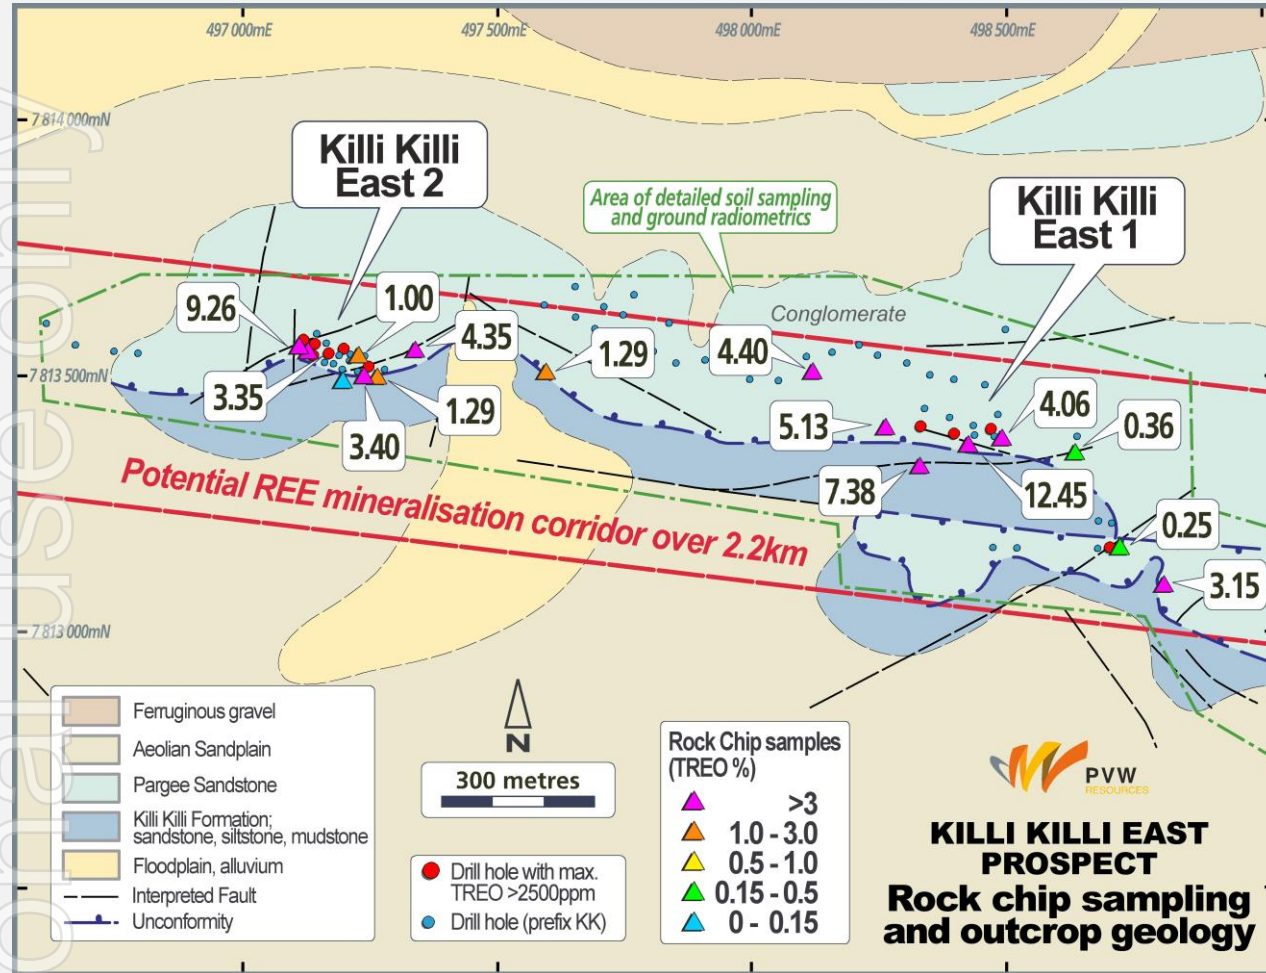 497 000mE
497 500mE
498 000mE
498 500mE
7 814 000mN
7 813 500mN
7 813 000mN
Killi Killi
East 2
Area of detailed soil sampling
and ground radiometrics
Killi Killi
East 1
Conglomerate
9.26
1.00
4.35
1.29
4.40
3.35
3.40
1.29
5.13
4.06
0.36
7.38
12.45
0.25
3.15
Potential REE mineralisation corridor over 2.2km
Ferruginous gravel
Aeolian Sandplain
Pargee Sandstone
Killi Killi Formation;
sandstone, siltstone, mudstone
Floodplain, alluvium
Interpreted Fault
Unconformity
N
300 metres
Drill hole with max.
TREO >2500ppm
Drill hole (prefix KK)
Rock Chip samples
(TREO %)
>3
1.0 - 3.0
0.5 - 1.0
0.15 - 0.5
0 - 0.15
PVW
RESOURCES
KILLI KILLI EAST
PROSPECT
Rock chip sampling
and outcrop geology